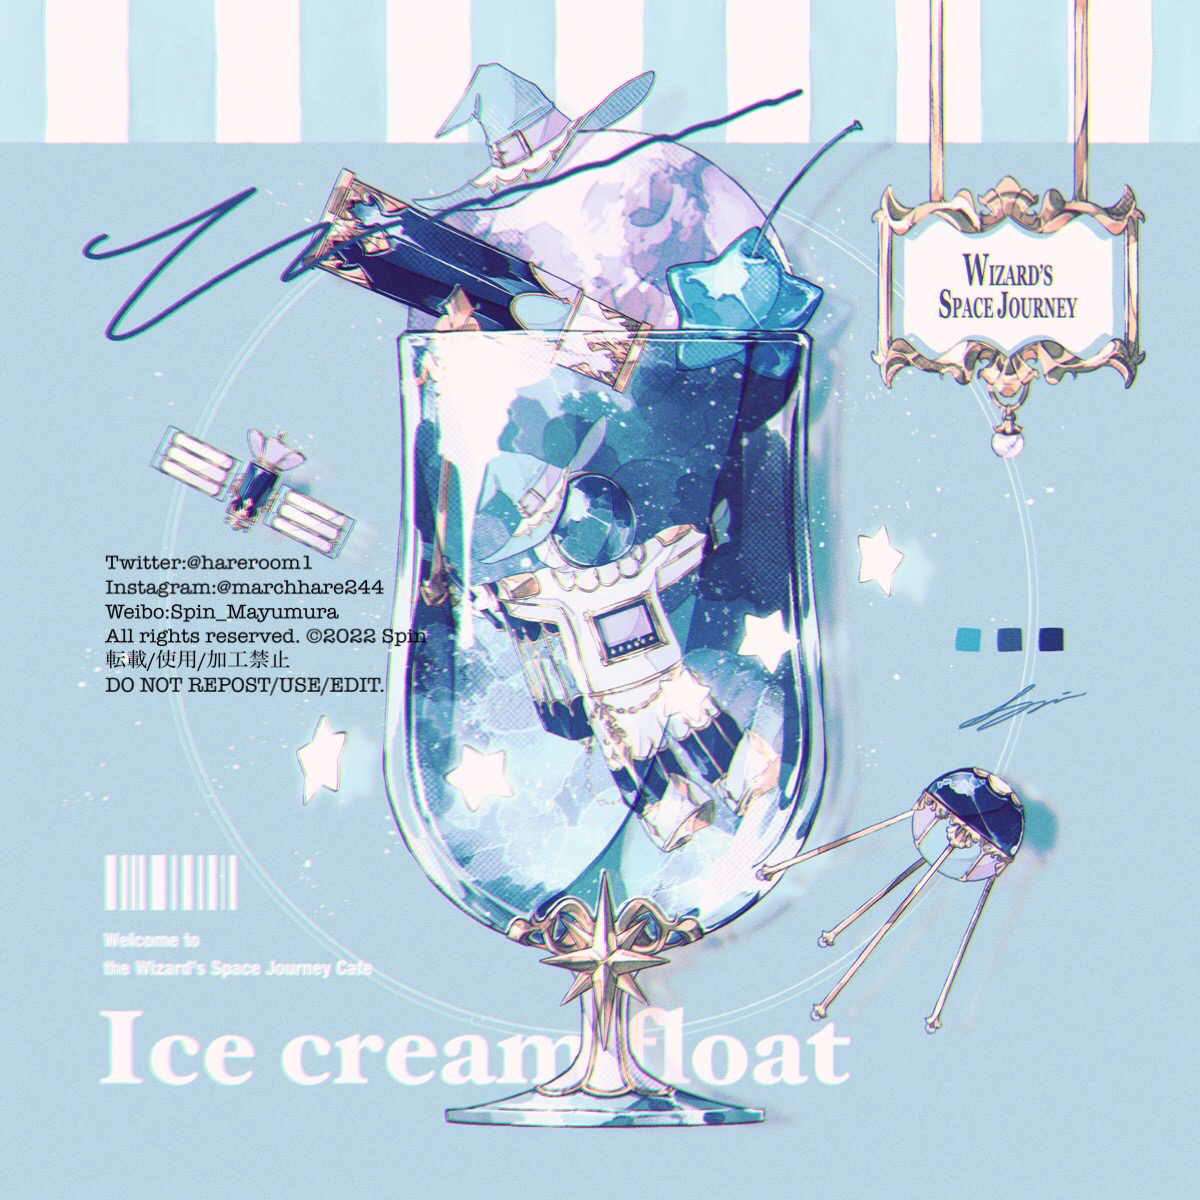 WIZARD'S
SPACE JOURNEY
Twitter:@hareroom1
Instagram:@marchhare244
Weibo:Spin_Mayumura
All rights reserved. ©2022 Spin
転載/使用/加工禁止
DO NOT REPOST/USE/EDIT.
Spin
Welcome to
the Wizard's Space Journey Cafe
Ice cream float